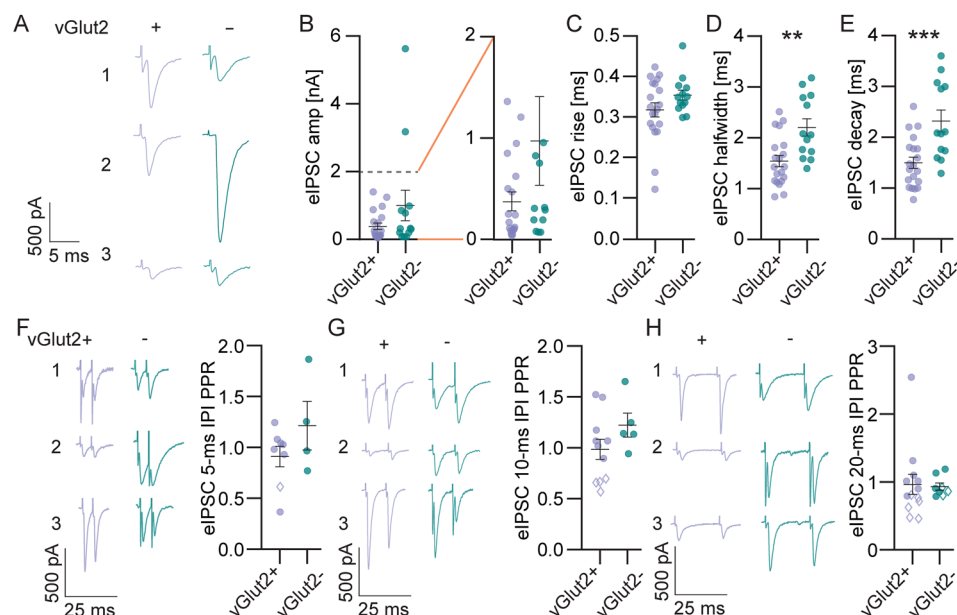 A
vGlut2
+
–
1
2
3
500 pA
5 ms
B
eIPSC amp [nA]
6
4
2
0
vGlut2+
vGlut2-
2
1
0
vGlut2+
vGlut2-
C
eIPSC rise [ms]
0.5
0.4
0.3
0.2
0.1
0.0
vGlut2+
vGlut2-
D
**
eIPSC halfwidth [ms]
4
3
2
1
0
vGlut2+
vGlut2-
E
***
eIPSC decay [ms]
4
3
2
1
0
vGlut2+
vGlut2-
F
vGlut2+
-
1
2
3
500 pA
25 ms
eIPSC 5-ms IPI PPR
2.0
1.5
1.0
0.5
0.0
vGlut2+
vGlut2-
G
+
-
1
2
3
500 pA
25 ms
eIPSC 10-ms IPI PPR
2.0
1.5
1.0
0.5
0.0
vGlut2+
vGlut2-
H
+
-
1
2
3
500 pA
25 ms
eIPSC 20-ms IPI PPR
3
2
1
0
vGlut2+
vGlut2-